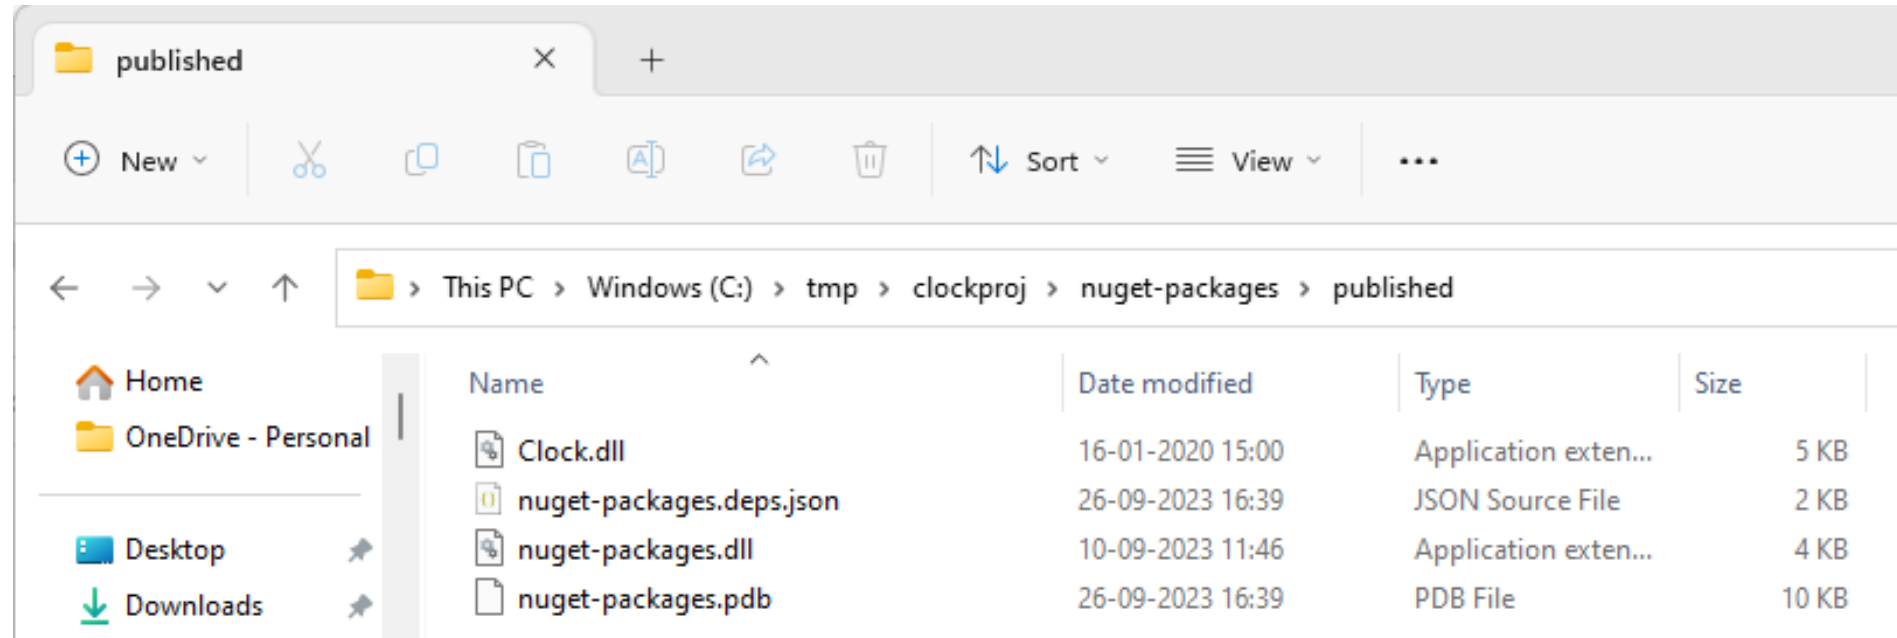 published
New Sort View
This PC > Windows (C:) > tmp > clockproj > nuget-packages > published
Home
OneDrive - Personal
Desktop
Downloads
Name Date modified Type Size
Clock.dll 16-01-2020 15:00 Application exten... 5 KB
nuget-packages.deps.json 26-09-2023 16:39 JSON Source File 2 KB
nuget-packages.dll 10-09-2023 11:46 Application exten... 4 KB
nuget-packages.pdb 26-09-2023 16:39 PDB File 10 KB